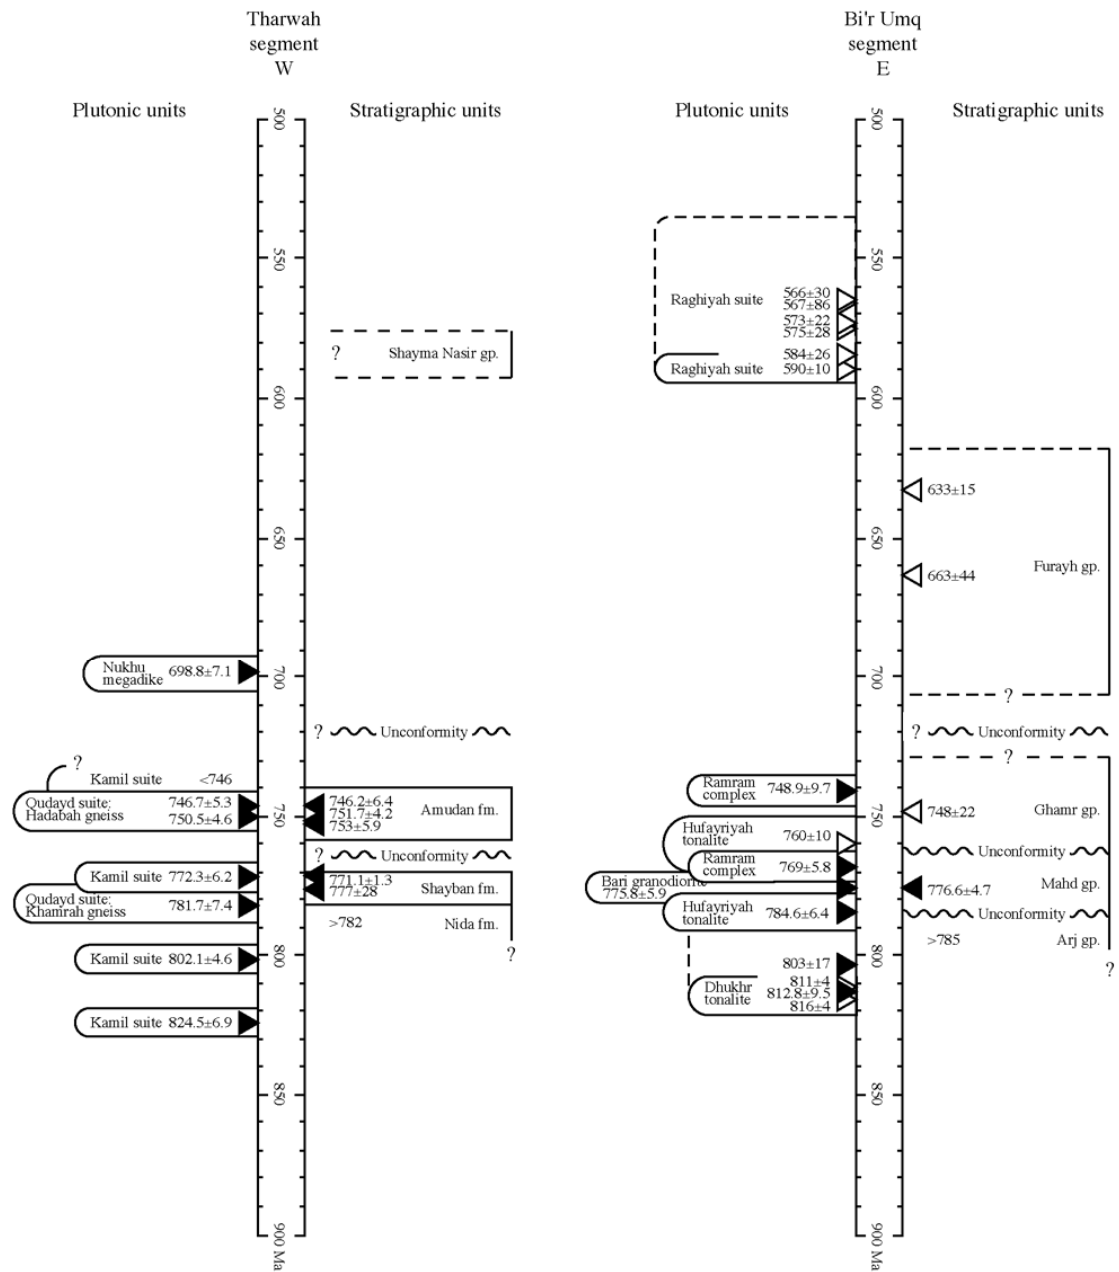 Tharwah
segment
W
Plutonic units
Stratigraphic units
500
550
600
650
700
750
800
850
900 Ma
? Shayma Nasir gp.
Nukhu
megadike 698.8±7.1
? Unconformity
?
Kamil suite <746
Qudayd suite: 746.7±5.3
Hadabah gneiss 750.5±4.6
746.2±6.4
751.7±4.2 Amudan fm.
753±5.9
? Unconformity
Kamil suite 772.3±6.2
771.1±1.3
777±28 Shayban fm.
Qudayd suite: 781.7±7.4
Khamrah gneiss
>782 Nida fm.
?
Kamil suite 802.1±4.6
Kamil suite 824.5±6.9
Bi'r Umq
segment
E
Plutonic units
Stratigraphic units
500
550
600
650
700
750
800
850
900 Ma
566±30
Raghiyah suite 567±86
573±22
575±28
584±26
Raghiyah suite 590±10
633±15
663±44 Furayh gp.
?
? Unconformity
?
Ramram 748.9±9.7
complex
748±22 Ghamr gp.
Hufayriyah 760±10
tonalite
Unconformity
Ramram 769±5.8
complex
Bari granodiorite
775.8±5.9
776.6±4.7 Mahd gp.
Hufayriyah 784.6±6.4
tonalite
Unconformity
>785 Arj gp.
?
803±17
811±4
Dhukhr 812.8±9.5
tonalite 816±4